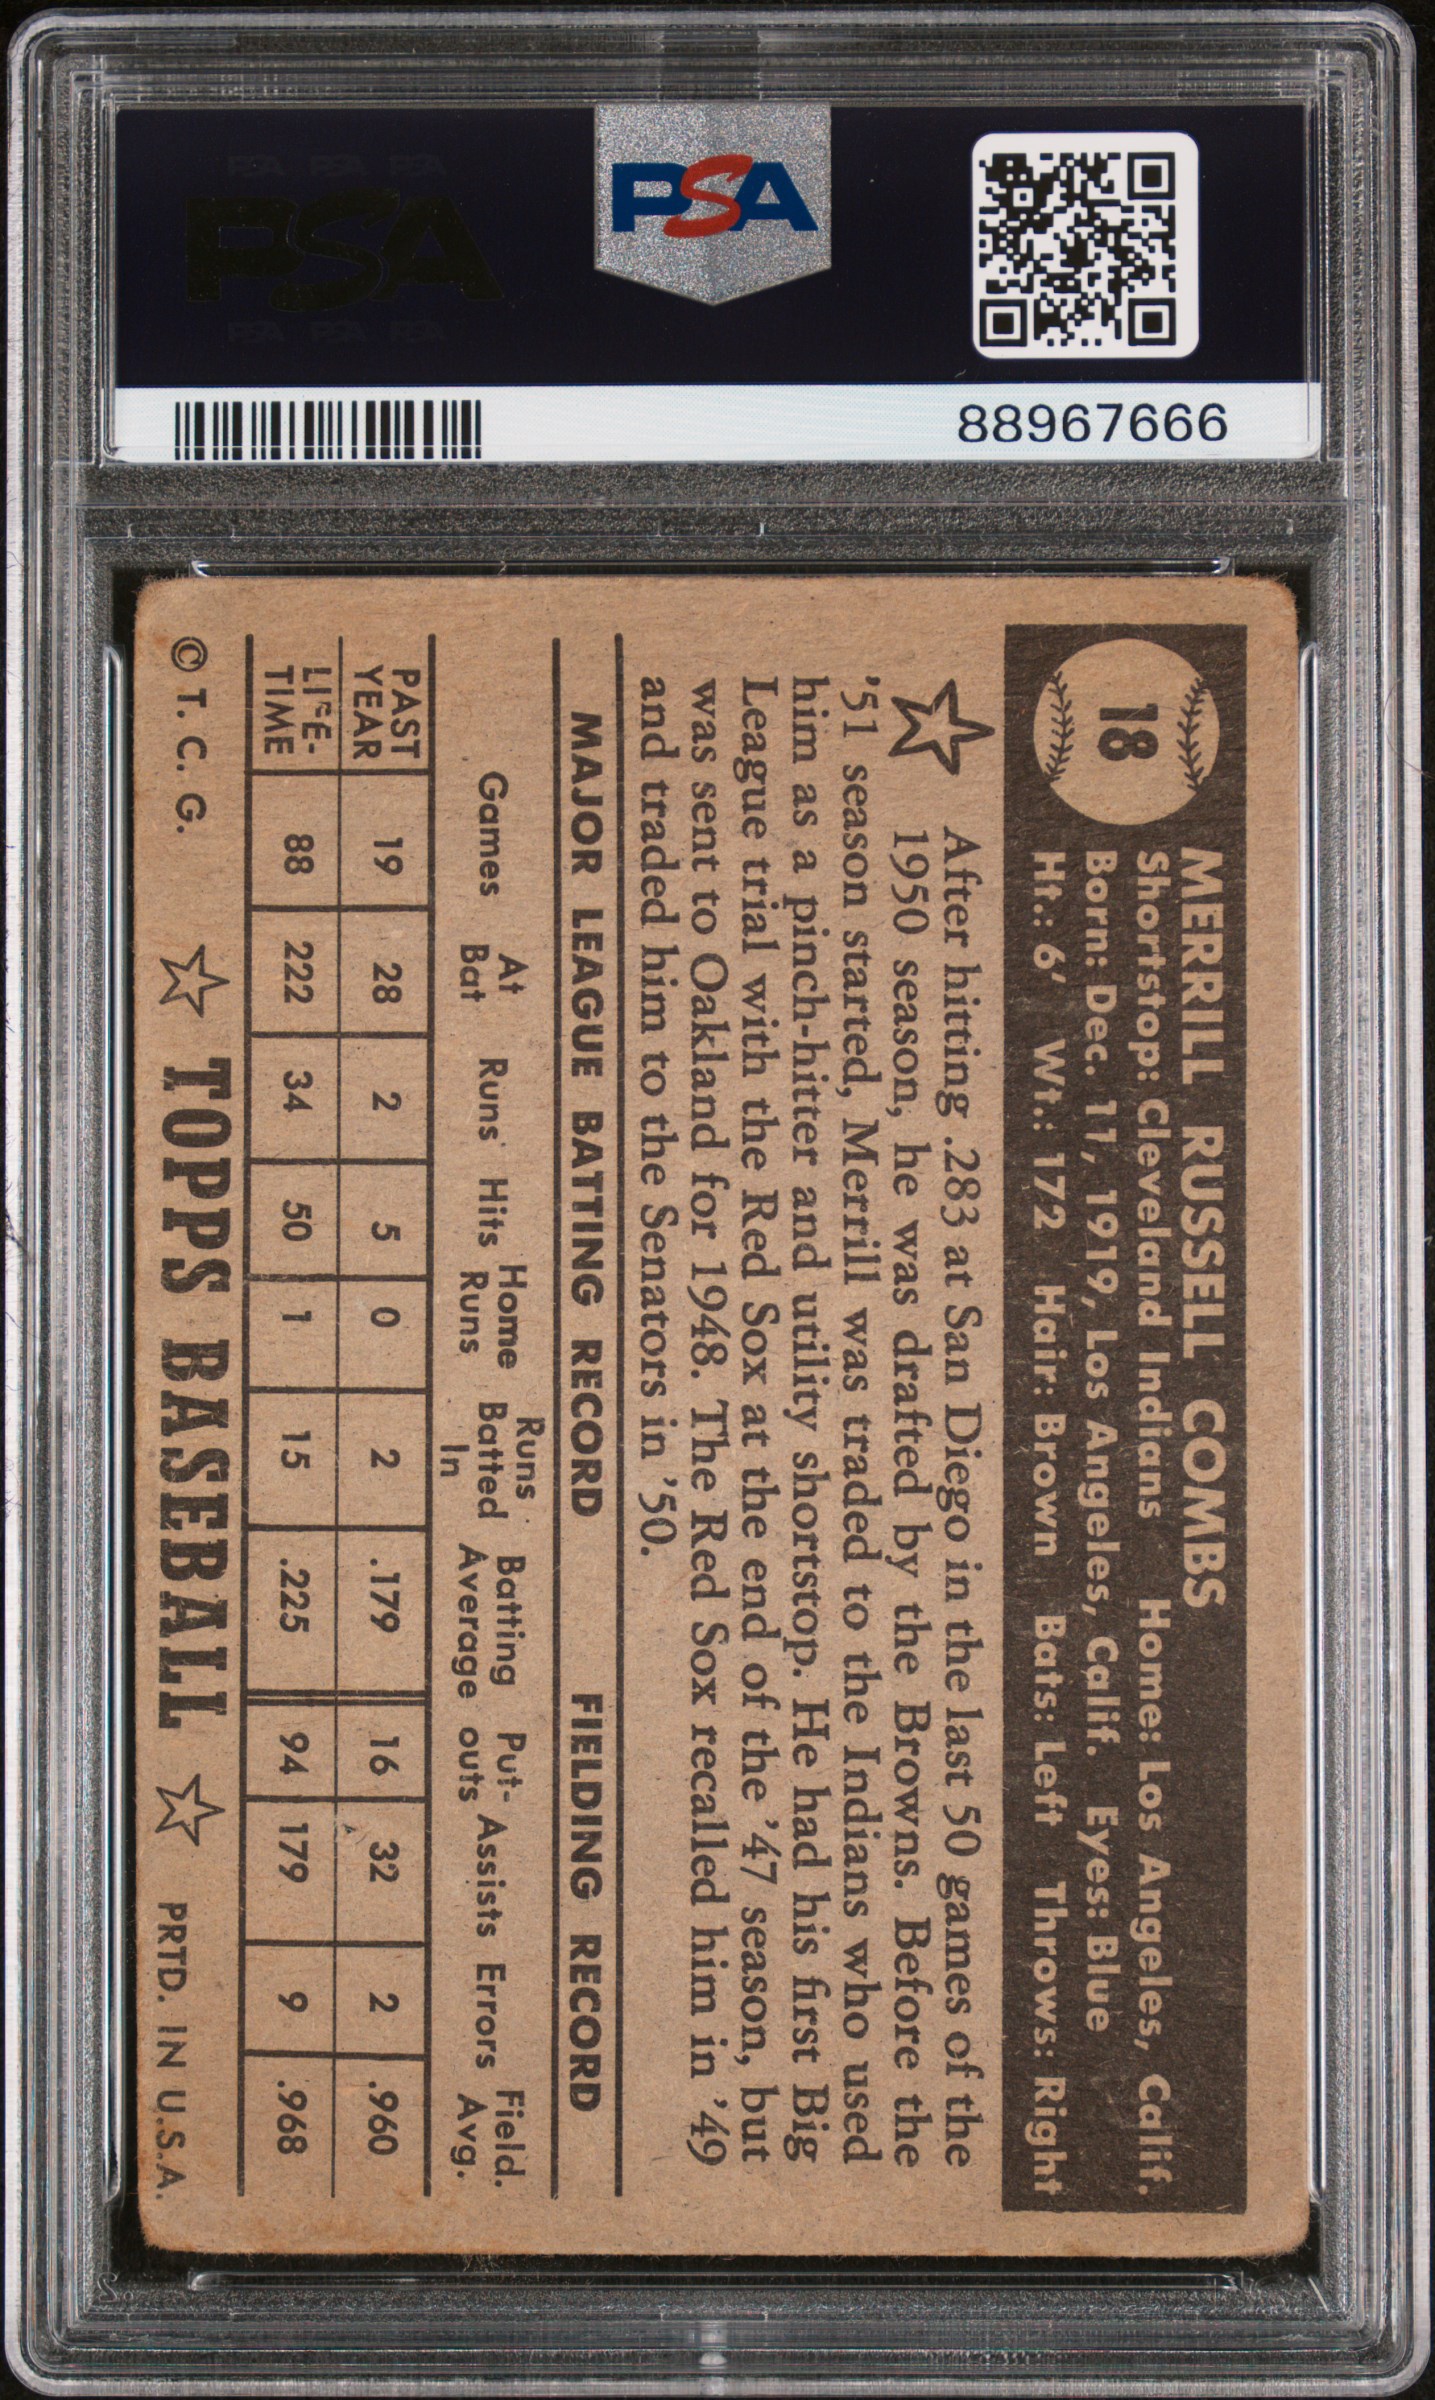 PSA PSA PSA
PSA
PSA PSA PSA
PSA
88967666
18
MERRILL RUSSELL COMBS
Shortstop: Cleveland Indians Home: Los Angeles, Calif.
Born: Dec. 11, 1919, Los Angeles, Calif. Eyes: Blue
Ht.: 6' Wt.: 172 Hair: Brown Bats: Left Throws: Right
After hitting .283 at San Diego in the last 50 games of the
1950 season, he was drafted by the Browns. Before the
'51 season started, Merrill was traded to the Indians who used
him as a pinch-hitter and utility shortstop. He had his first Big
League trial with the Red Sox at the end of the '47 season, but
was sent to Oakland for 1948. The Red Sox recalled him in '49
and traded him to the Senators in '50.
MAJOR LEAGUE BATTING RECORD FIELDING RECORD
Games At Bat Runs Hits Home Runs Runs Batted In Batting Average Put-outs Assists Errors Field. Avg.
PAST YEAR 19 28 2 5 0 2 .179 16 32 2 .960
LIFE-TIME 88 222 34 50 1 15 .225 94 179 9 .968
© T. C. G. TOPPS BASEBALL PRTD. IN U.S.A.